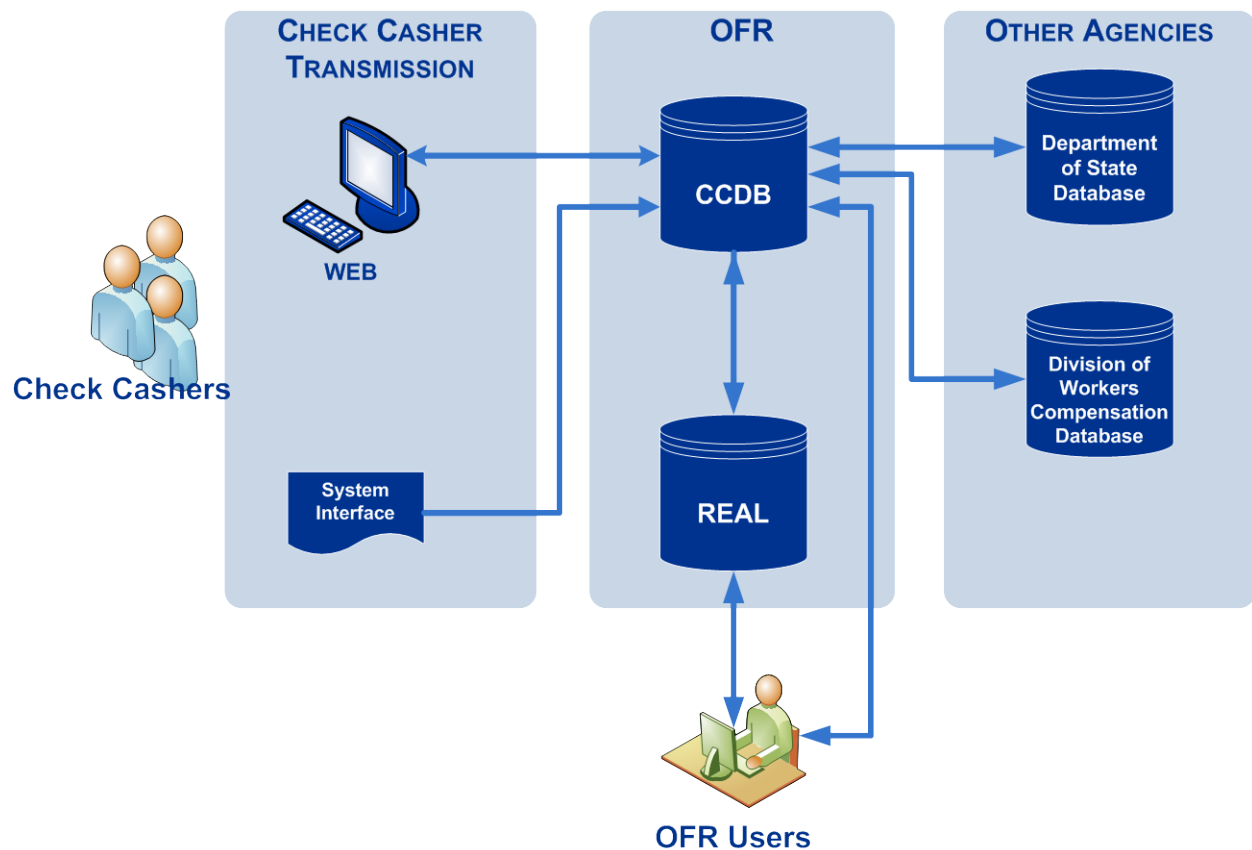 CHECK CASHER
TRANSMISSION
OFR
OTHER AGENCIES
WEB
CCDB
Department
of State
Database
Check Cashers
Division of
Workers
Compensation
Database
System
Interface
REAL
OFR Users